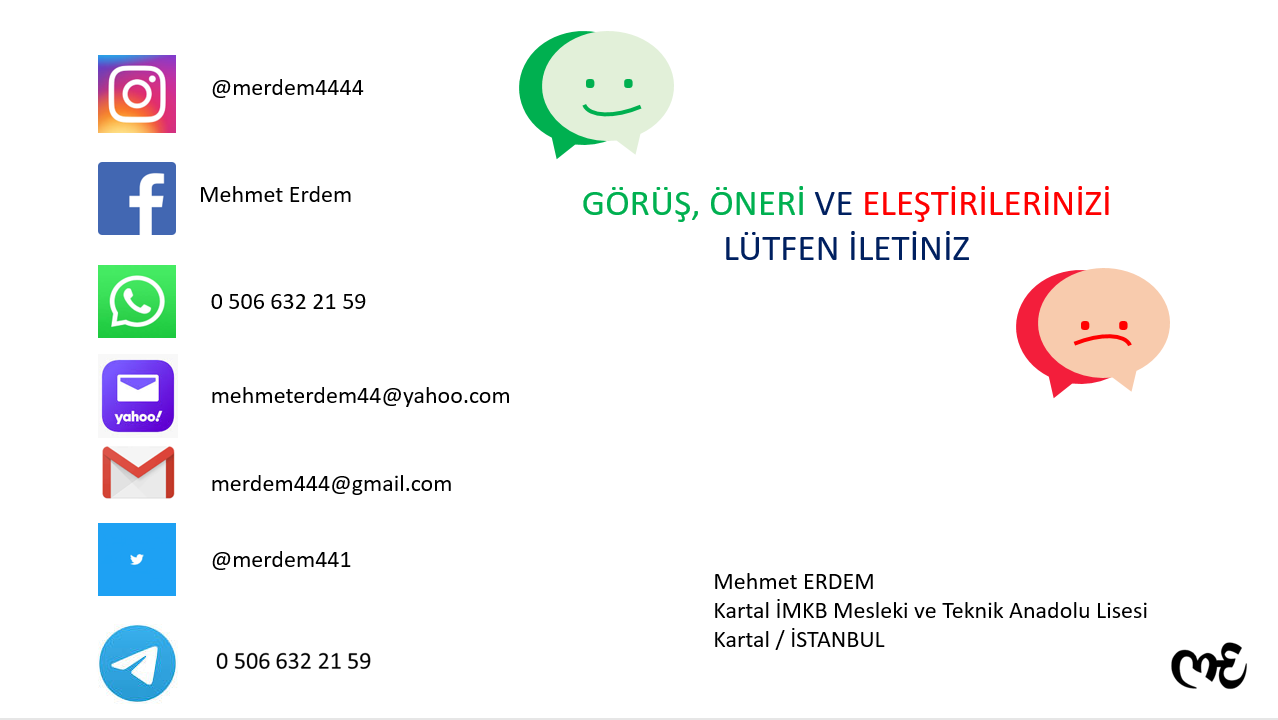 @merdem4444
Mehmet Erdem
0 506 632 21 59
yahoo!
mehmeterdem44@yahoo.com
merdem444@gmail.com
@merdem441
0 506 632 21 59
GÖRÜŞ, ÖNERİ VE ELEŞTİRİLERİNİZİ
LÜTFEN İLETİNİZ
Mehmet ERDEM
Kartal İMKB Mesleki ve Teknik Anadolu Lisesi
Kartal / İSTANBUL